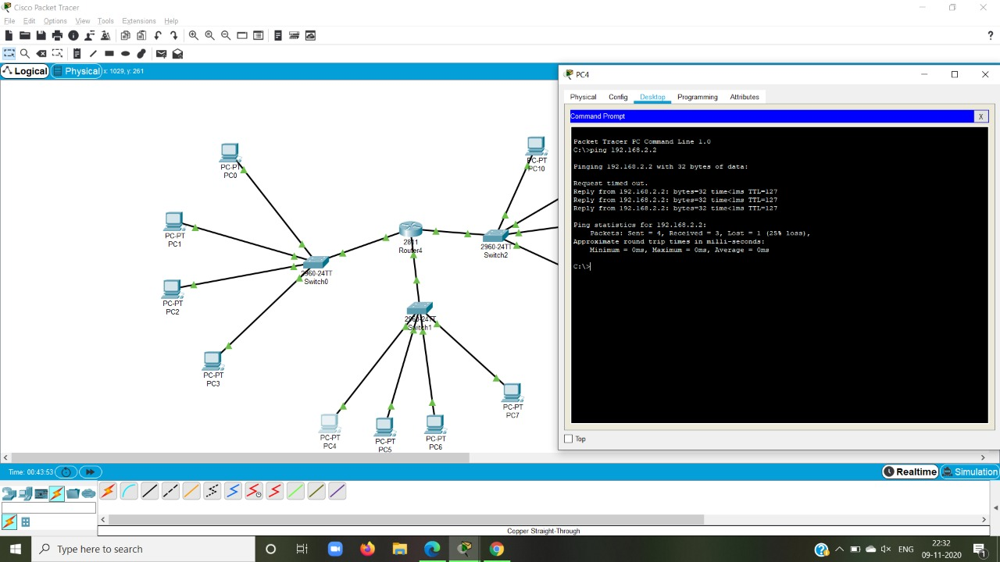 Cisco Packet Tracer
File Edit Options View Tools Extensions Help
?
Logical Physical x: 1029, y: 261
PC-PT
PC0
PC-PT
PC1
PC-PT
PC2
PC-PT
PC3
2960-24TT
Switch0
2811
Router4
2960-24TT
Switch2
PC-PT
PC10
2960-24TT
Switch1
PC-PT
PC4
PC-PT
PC5
PC-PT
PC6
PC-PT
PC7
PC4
Physical Config Desktop Programming Attributes
Command Prompt X
Packet Tracer PC Command Line 1.0
C:\>ping 192.168.2.2
Pinging 192.168.2.2 with 32 bytes of data:
Request timed out.
Reply from 192.168.2.2: bytes=32 time<1ms TTL=127
Reply from 192.168.2.2: bytes=32 time<1ms TTL=127
Reply from 192.168.2.2: bytes=32 time<1ms TTL=127
Ping statistics for 192.168.2.2:
Packets: Sent = 4, Received = 3, Lost = 1 (25% loss),
Approximate round trip times in milli-seconds:
Minimum = 0ms, Maximum = 0ms, Average = 0ms
C:\>
Top
Time: 00:43:53
Realtime Simulation
Copper Straight-Through
Type here to search
ENG
22:32
09-11-2020
1